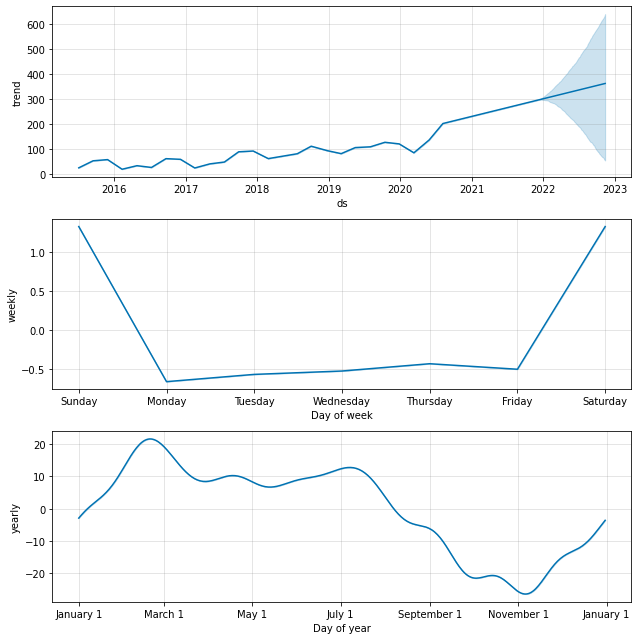 600
500
400
300
200
100
0
trend
2016 2017 2018 2019 2020 2021 2022 2023
ds
1.0
0.5
0.0
−0.5
weekly
Sunday Monday Tuesday Wednesday Thursday Friday Saturday
Day of week
20
10
0
−10
−20
yearly
January 1 March 1 May 1 July 1 September 1 November 1 January 1
Day of year